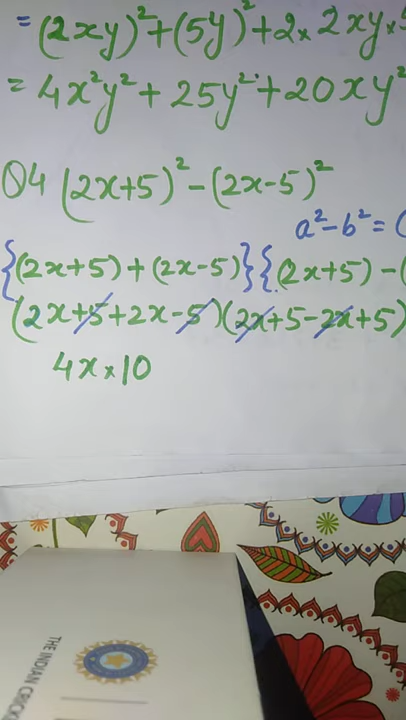 = (2xy)² + (5y)² + 2 × 2xy ×
= 4x²y² + 25y² + 20xy²
Q4 (2x+5)² - (2x-5)²
a² - b² = (
{(2x+5) + (2x-5)} {(2x+5) - (
(2x+5+2x-5)(2x+5-2x+5)
4x × 10
THE INDIAN CRICK